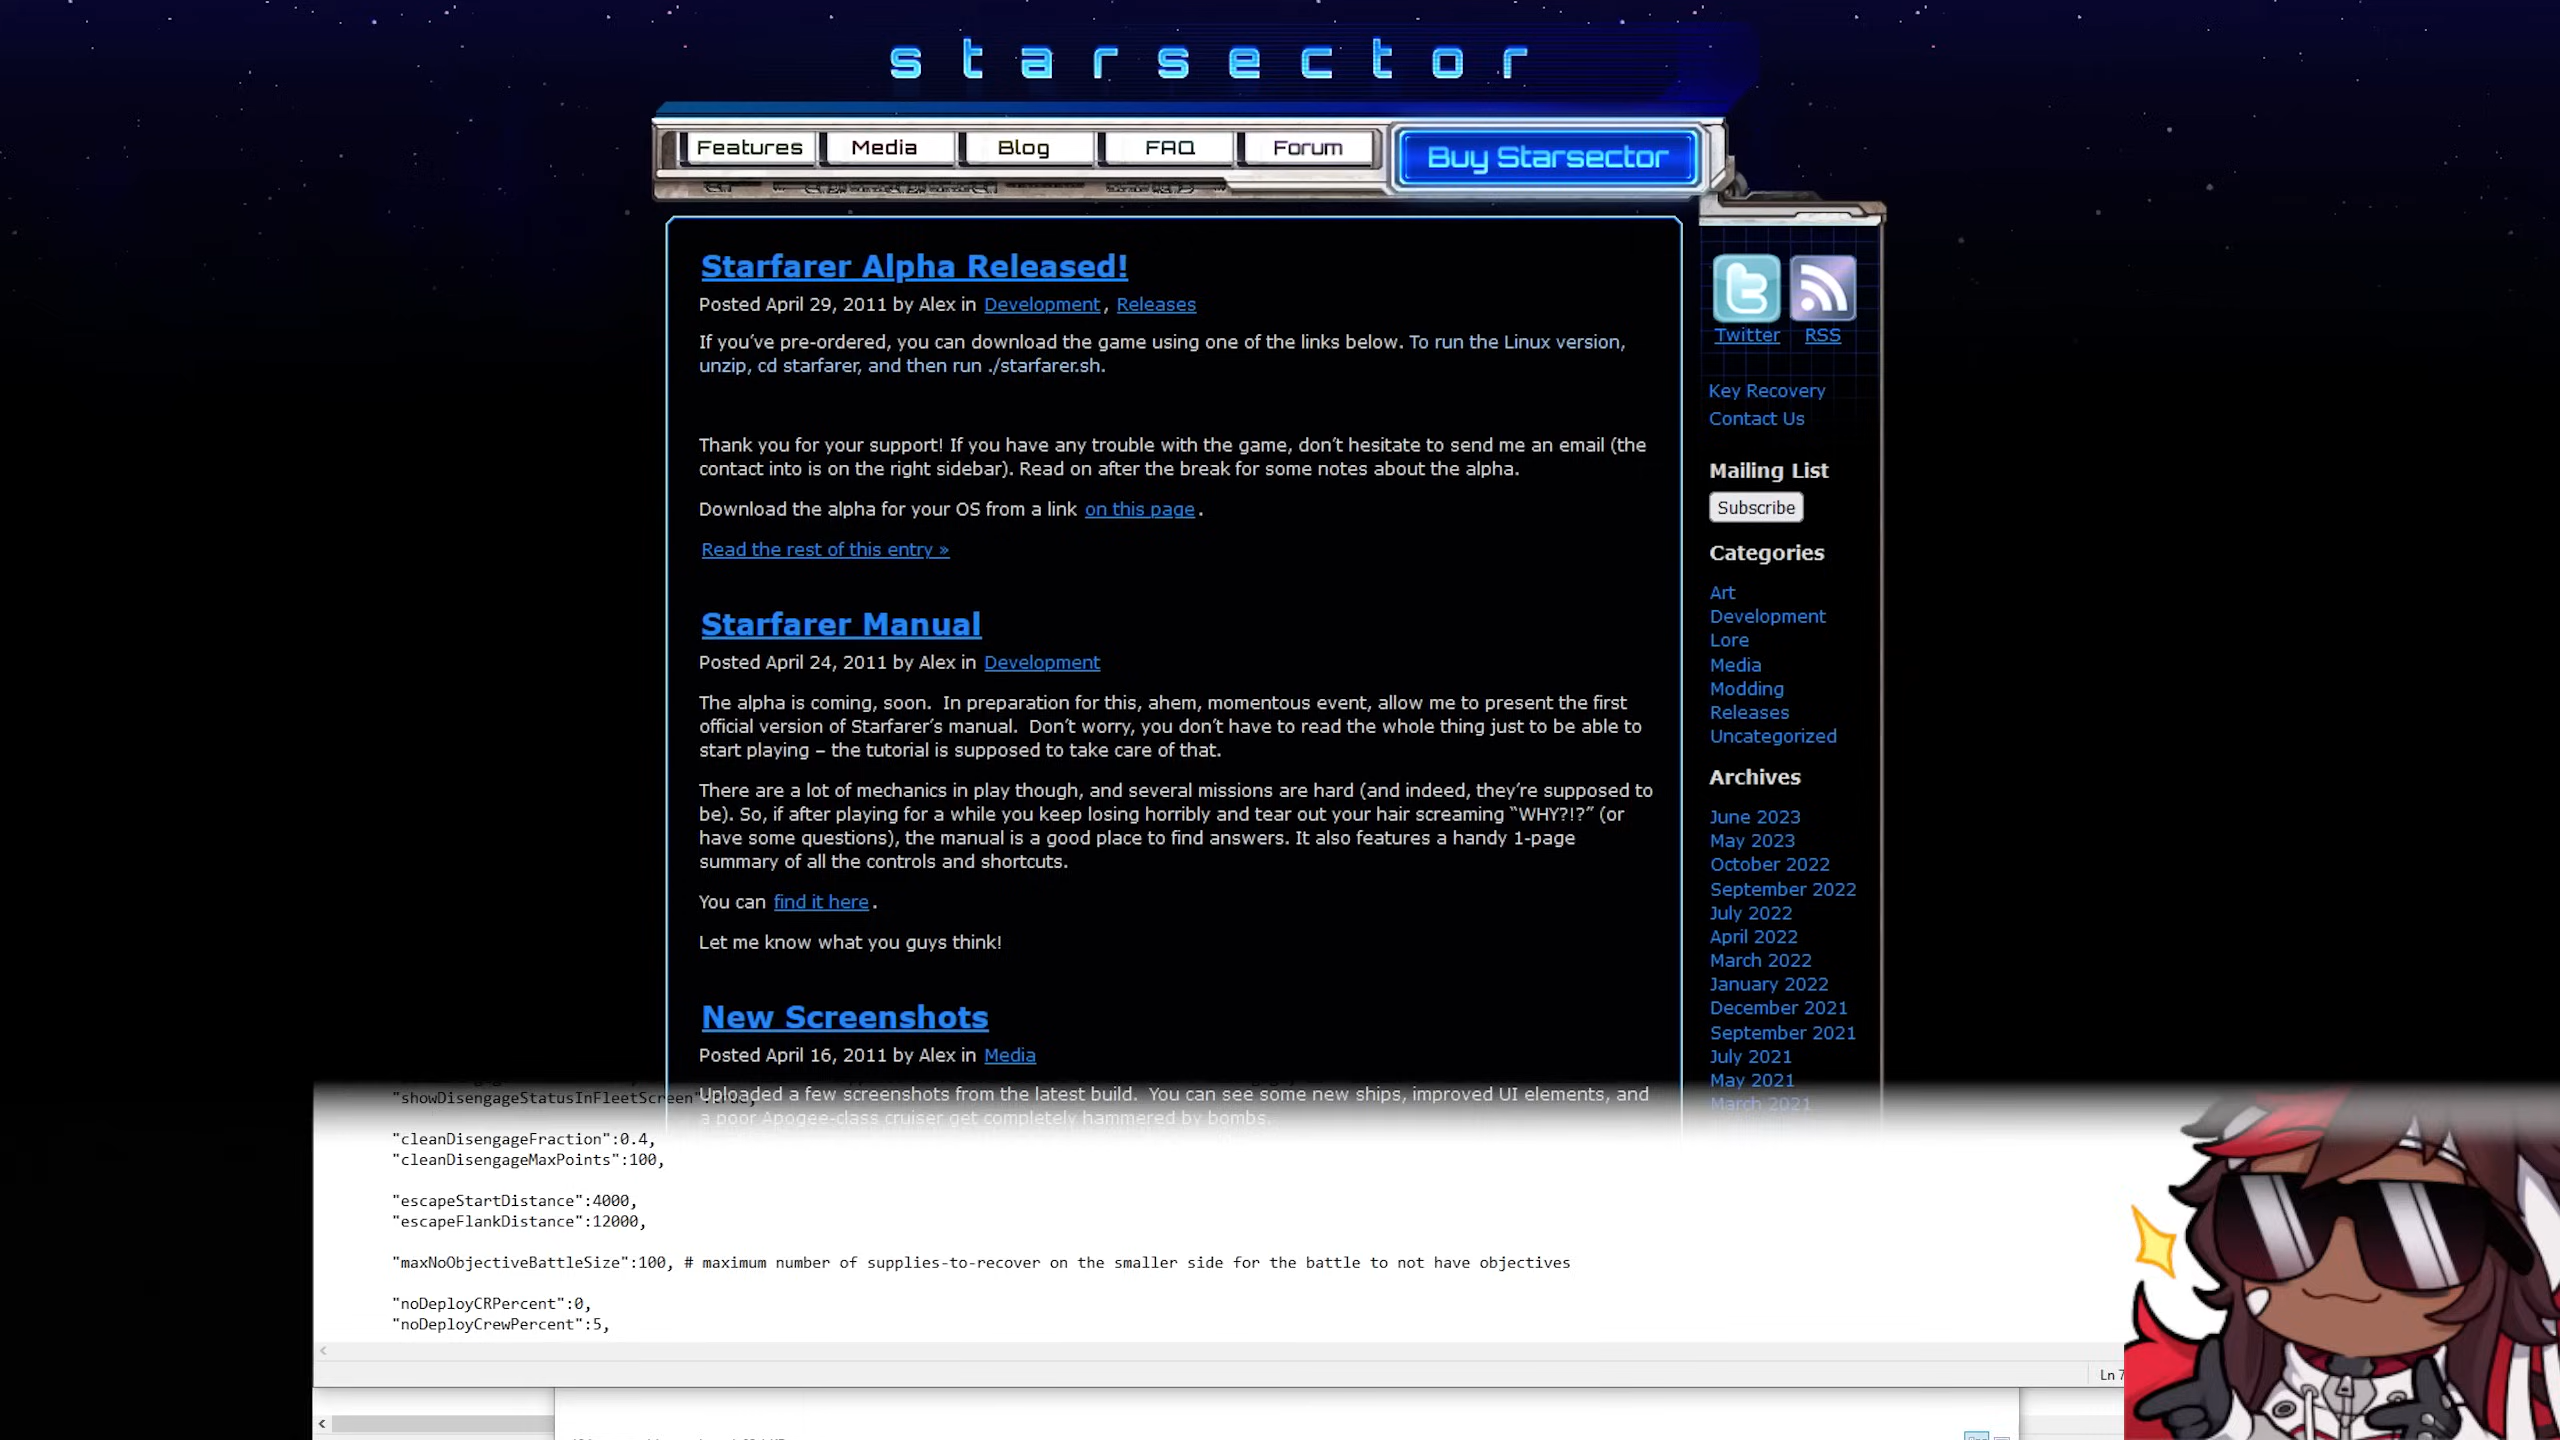 starsector
Features
Media
Blog
FAQ
Forum
Buy Starsector
Starfarer Alpha Released!
Posted April 29, 2011 by Alex in Development, Releases
If you've pre-ordered, you can download the game using one of the links below. To run the Linux version,
unzip, cd starfarer, and then run ./starfarer.sh.
Thank you for your support! If you have any trouble with the game, don't hesitate to send me an email (the
contact into is on the right sidebar). Read on after the break for some notes about the alpha.
Download the alpha for your OS from a link on this page.
Read the rest of this entry »
Starfarer Manual
Posted April 24, 2011 by Alex in Development
The alpha is coming, soon.  In preparation for this, ahem, momentous event, allow me to present the first
official version of Starfarer's manual.  Don't worry, you don't have to read the whole thing just to be able to
start playing – the tutorial is supposed to take care of that.
There are a lot of mechanics in play though, and several missions are hard (and indeed, they're supposed to
be). So, if after playing for a while you keep losing horribly and tear out your hair screaming “WHY?!?” (or
have some questions), the manual is a good place to find answers. It also features a handy 1-page
summary of all the controls and shortcuts.
You can find it here.
Let me know what you guys think!
New Screenshots
Posted April 16, 2011 by Alex in Media
Uploaded a few screenshots from the latest build.  You can see some new ships, improved UI elements, and
a poor Apogee-class cruiser get completely hammered by bombs.
Twitter
RSS
Key Recovery
Contact Us
Mailing List
Subscribe
Categories
Art
Development
Lore
Media
Modding
Releases
Uncategorized
Archives
June 2023
May 2023
October 2022
September 2022
July 2022
April 2022
March 2022
January 2022
December 2021
September 2021
July 2021
May 2021
March 2021
"showDisengageStatusInFleetScreen":true,
"cleanDisengageFraction":0.4,
"cleanDisengageMaxPoints":100,
"escapeStartDistance":4000,
"escapeFlankDistance":12000,
"maxNoObjectiveBattleSize":100, # maximum number of supplies-to-recover on the smaller side for the battle to not have objectives
"noDeployCRPercent":0,
"noDeployCrewPercent":5,
Ln 7